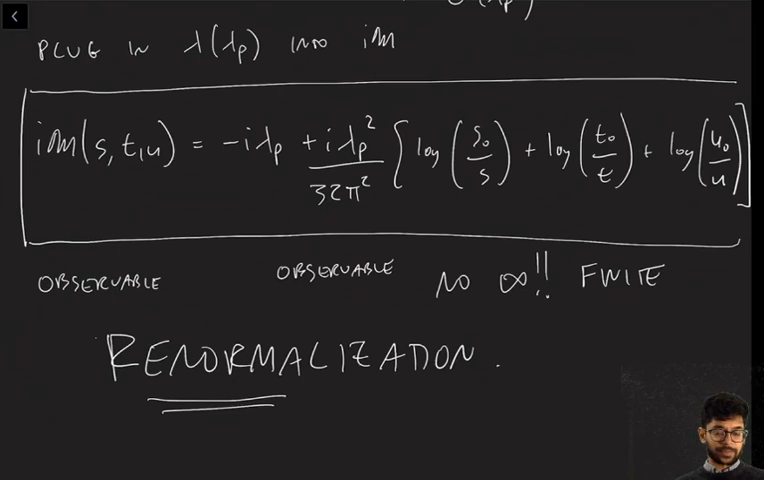 PLUG IN λ(λp) INTO iM
iM(s,t,u) = -iλp + iλp²/32π² { log(s₀/s) + log(t₀/t) + log(u₀/u) ]
OBSERVABLE OBSERVABLE NO ∞!! FINITE
RENORMALIZATION.